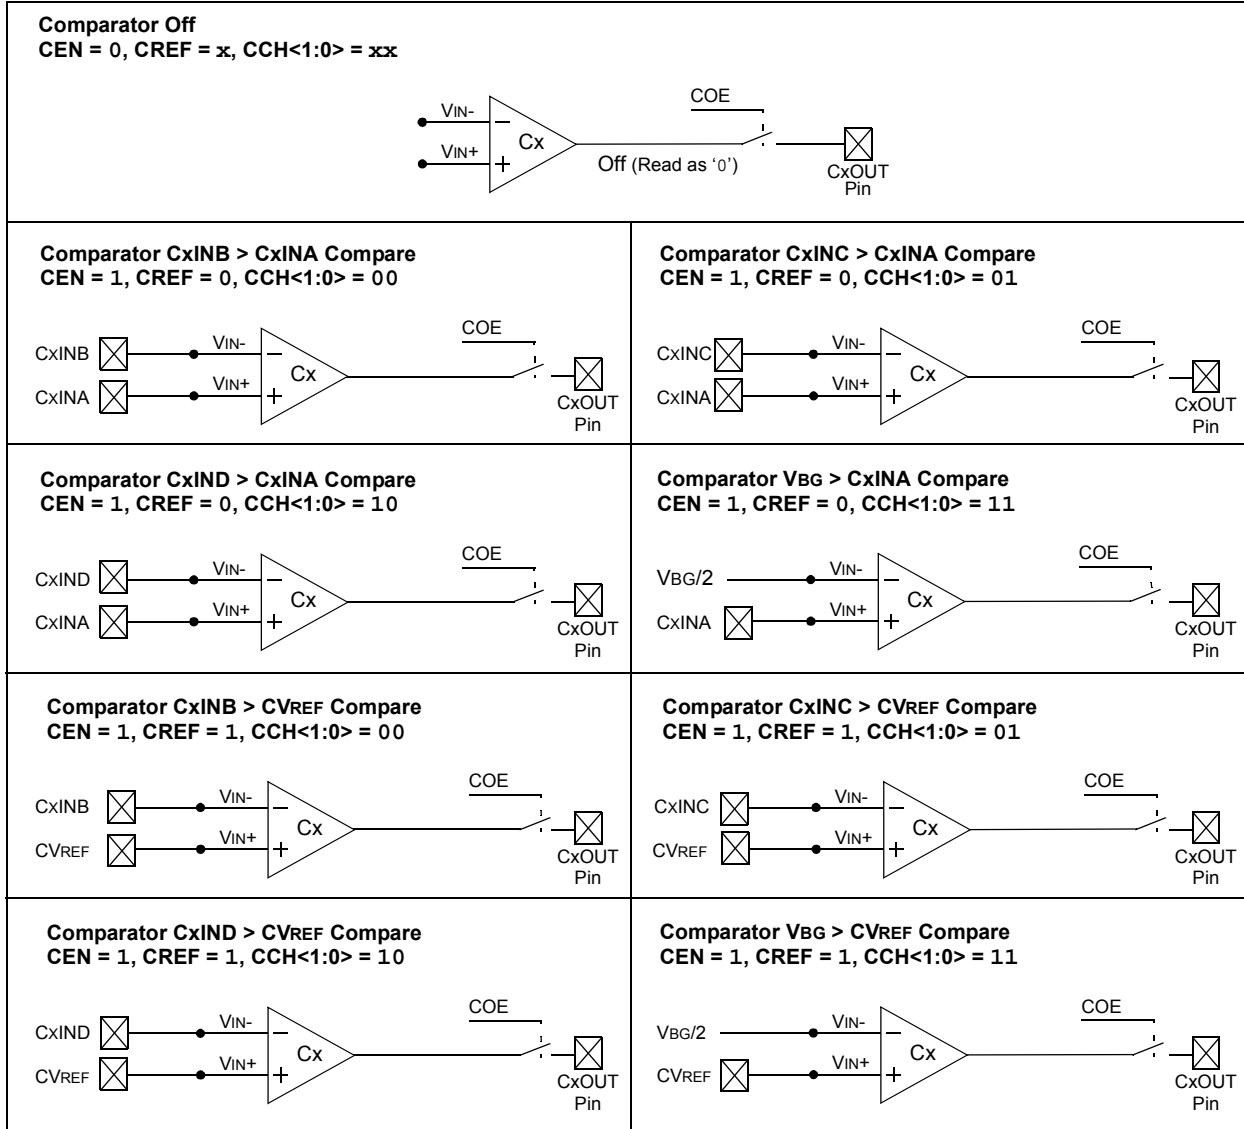 Comparator Off
CEN = 0, CREF = x, CCH<1:0> = xx
COE
VIN-
Cx
VIN+
Off (Read as ‘0’)
CxOUT
Pin
Comparator CxINB > CxINA Compare
CEN = 1, CREF = 0, CCH<1:0> = 00
COE
CxINB
VIN-
Cx
CxINA
VIN+
CxOUT
Pin
Comparator CxINC > CxINA Compare
CEN = 1, CREF = 0, CCH<1:0> = 01
COE
CxINC
VIN-
Cx
CxINA
VIN+
CxOUT
Pin
Comparator CxIND > CxINA Compare
CEN = 1, CREF = 0, CCH<1:0> = 10
COE
CxIND
VIN-
Cx
CxINA
VIN+
CxOUT
Pin
Comparator VBG > CxINA Compare
CEN = 1, CREF = 0, CCH<1:0> = 11
COE
VBG/2
VIN-
Cx
CxINA
VIN+
CxOUT
Pin
Comparator CxINB > CVREF Compare
CEN = 1, CREF = 1, CCH<1:0> = 00
COE
CxINB
VIN-
Cx
CVREF
VIN+
CxOUT
Pin
Comparator CxINC > CVREF Compare
CEN = 1, CREF = 1, CCH<1:0> = 01
COE
CxINC
VIN-
Cx
CVREF
VIN+
CxOUT
Pin
Comparator CxIND > CVREF Compare
CEN = 1, CREF = 1, CCH<1:0> = 10
COE
CxIND
VIN-
Cx
CVREF
VIN+
CxOUT
Pin
Comparator VBG > CVREF Compare
CEN = 1, CREF = 1, CCH<1:0> = 11
COE
VBG/2
VIN-
Cx
CVREF
VIN+
CxOUT
Pin